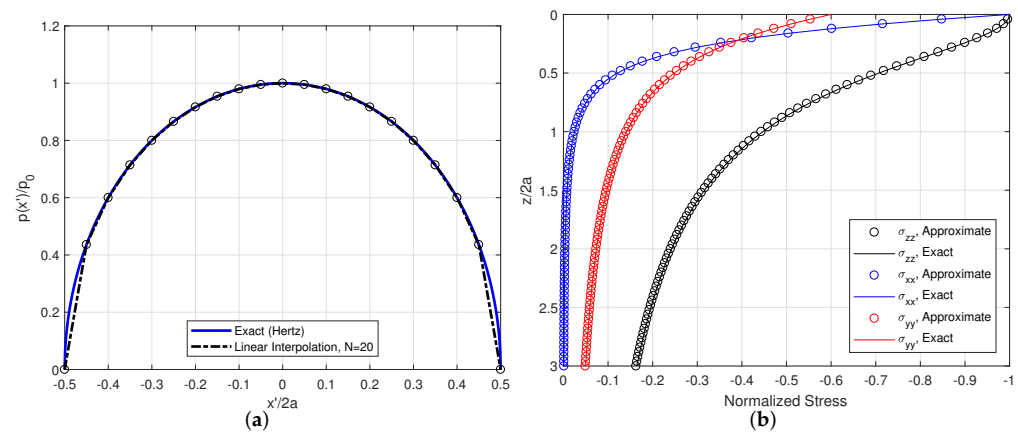 1.2
1
0.8
0.6
0.4
0.2
0
p(x')/p0
Exact (Hertz)
Linear Interpolation, N=20
-0.5 -0.4 -0.3 -0.2 -0.1 0 0.1 0.2 0.3 0.4 0.5
x'/2a
(a)
0
0.5
1
1.5
2
2.5
3
z/2a
σzz, Approximate
σzz, Exact
σxx, Approximate
σxx, Exact
σyy, Approximate
σyy, Exact
0 -0.1 -0.2 -0.3 -0.4 -0.5 -0.6 -0.7 -0.8 -0.9 -1
Normalized Stress
(b)